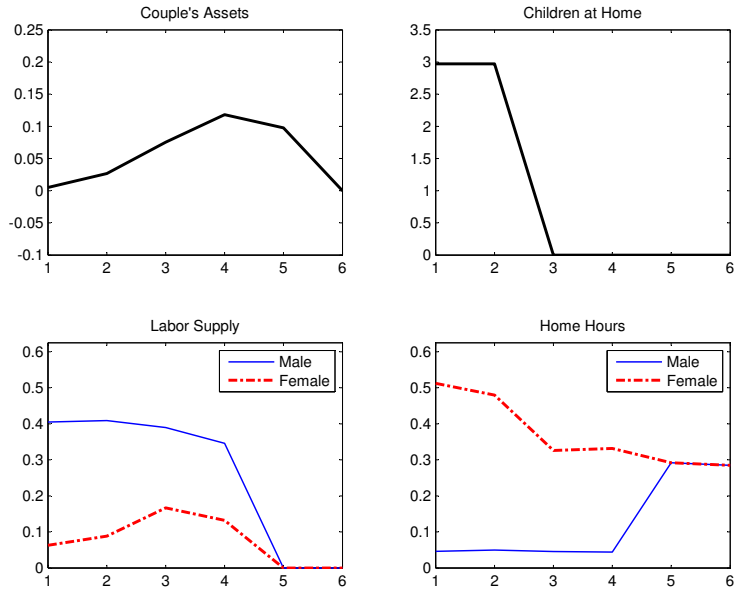 Couple's Assets
0.25
0.2
0.15
0.1
0.05
0
-0.05
-0.1
1 2 3 4 5 6
Children at Home
3.5
3
2.5
2
1.5
1
0.5
0
1 2 3 4 5 6
Labor Supply
0.6
0.5
0.4
0.3
0.2
0.1
0
1 2 3 4 5 6
Male
Female
Home Hours
0.6
0.5
0.4
0.3
0.2
0.1
0
1 2 3 4 5 6
Male
Female